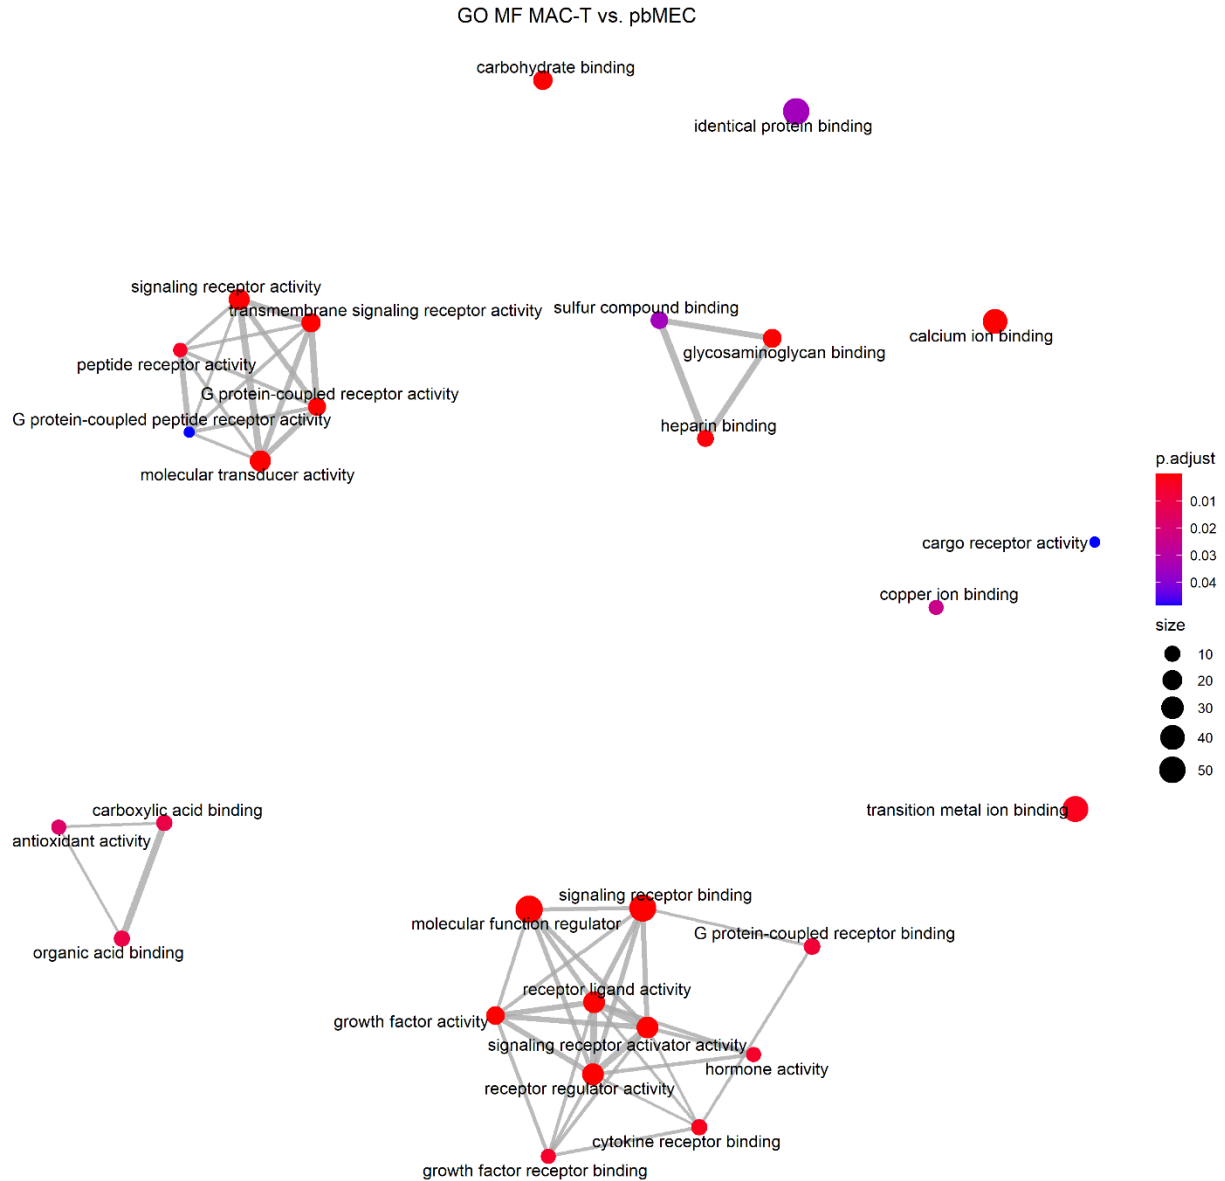 GO MF MAC-T vs. pbMEC
carbohydrate binding
identical protein binding
signaling receptor activity
transmembrane signaling receptor activity
peptide receptor activity
G protein-coupled receptor activity
G protein-coupled peptide receptor activity
molecular transducer activity
sulfur compound binding
glycosaminoglycan binding
heparin binding
calcium ion binding
cargo receptor activity
copper ion binding
p.adjust
0.01
0.02
0.03
0.04
size
10
20
30
40
50
transition metal ion binding
carboxylic acid binding
antioxidant activity
organic acid binding
signaling receptor binding
molecular function regulator
G protein-coupled receptor binding
receptor ligand activity
growth factor activity
signaling receptor activator activity
hormone activity
receptor regulator activity
cytokine receptor binding
growth factor receptor binding